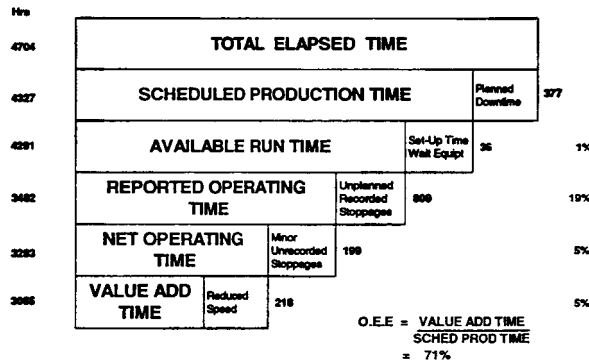 Hrs
4704 TOTAL ELAPSED TIME
4327 SCHEDULED PRODUCTION TIME
Planned
Downtime
377
4291 AVAILABLE RUN TIME
Set-Up Time
Wait Equipt
36
1%
3482
REPORTED OPERATING
TIME
Unplanned
Recorded
Stoppages
809
19%
3283
NET OPERATING
TIME
Minor
Unrecorded
Stoppages
199
5%
3065
VALUE ADD
TIME
Reduced
Speed
218
5%
O.E.E = VALUE ADD TIME
SCHED PROD TIME
= 71%